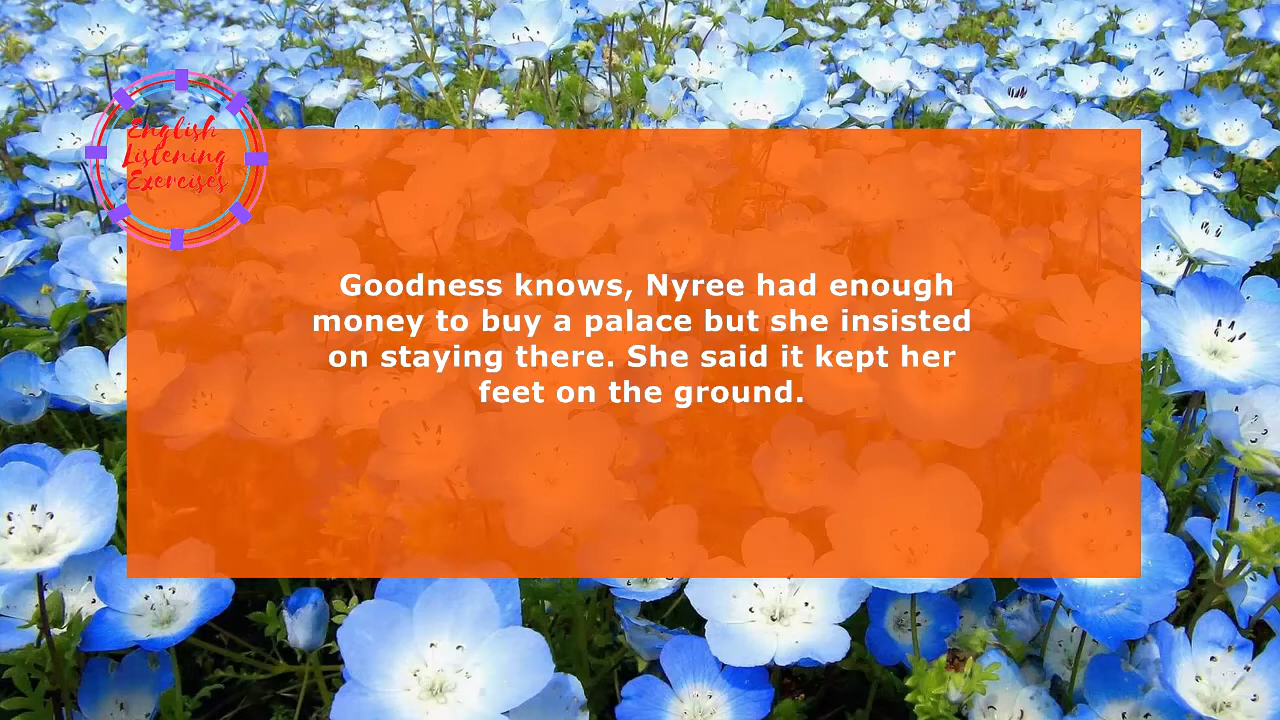 English
Listening
Exercises
Goodness knows, Nyree had enough
money to buy a palace but she insisted
on staying there. She said it kept her
feet on the ground.